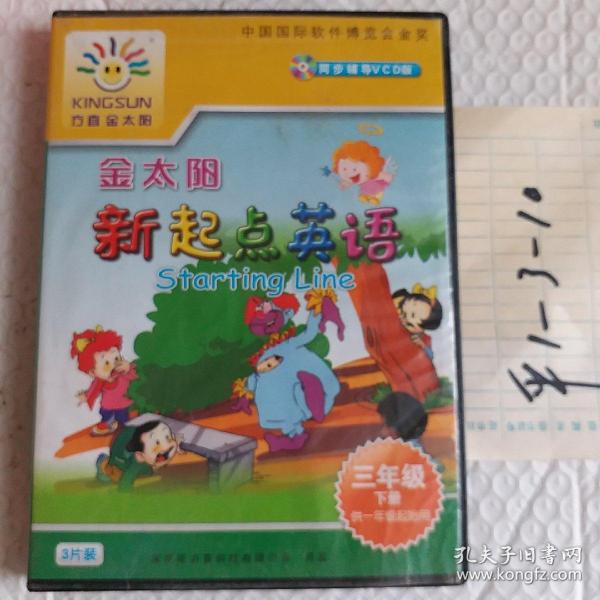 中国国际软件博览会金奖
同步辅导VCD版
KINGSUN
方直金太阳
金太阳
新起点英语
Starting Line
三年级
下册
供一年级起始用
3片装
1-3-10
孔夫子旧书网
www.kongfz.com